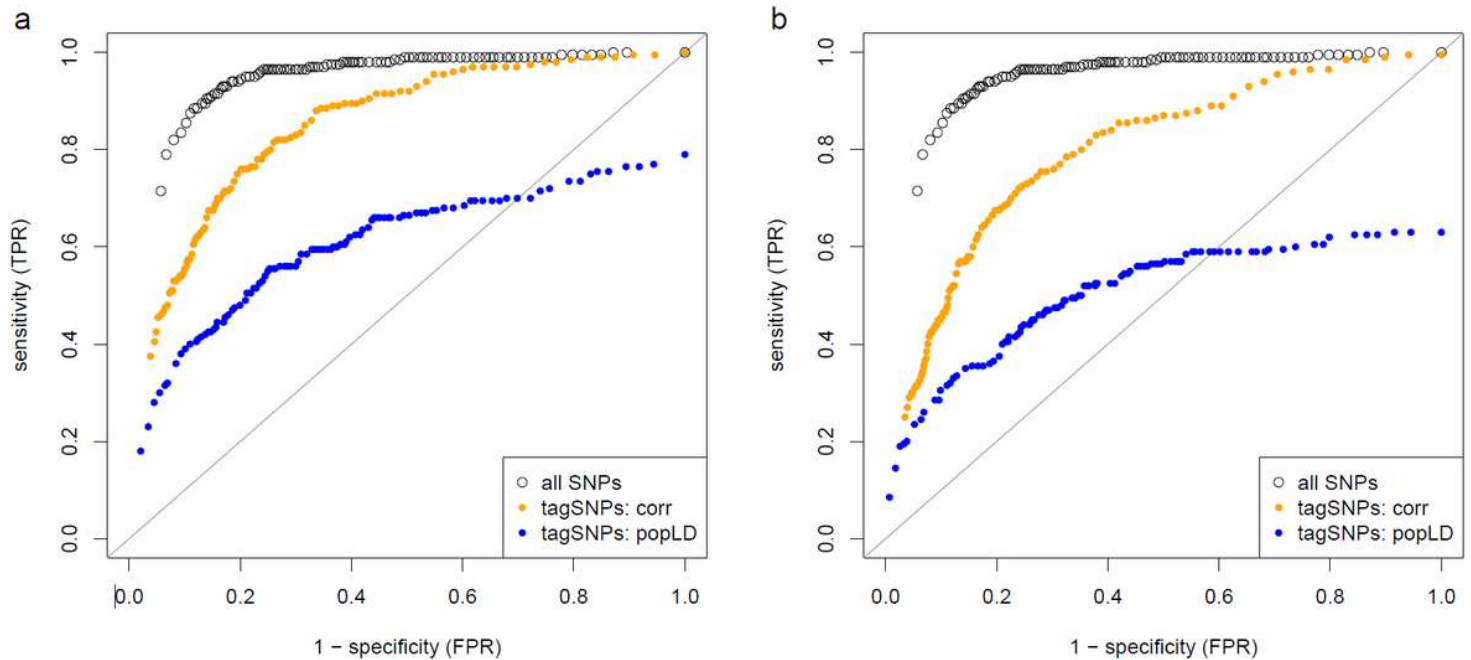 a
sensitivity (TPR)
1.0
0.8
0.6
0.4
0.2
0.0
all SNPs
tagSNPs: corr
tagSNPs: popLD
0.0 0.2 0.4 0.6 0.8 1.0
1 − specificity (FPR)
b
sensitivity (TPR)
1.0
0.8
0.6
0.4
0.2
0.0
all SNPs
tagSNPs: corr
tagSNPs: popLD
0.0 0.2 0.4 0.6 0.8 1.0
1 − specificity (FPR)